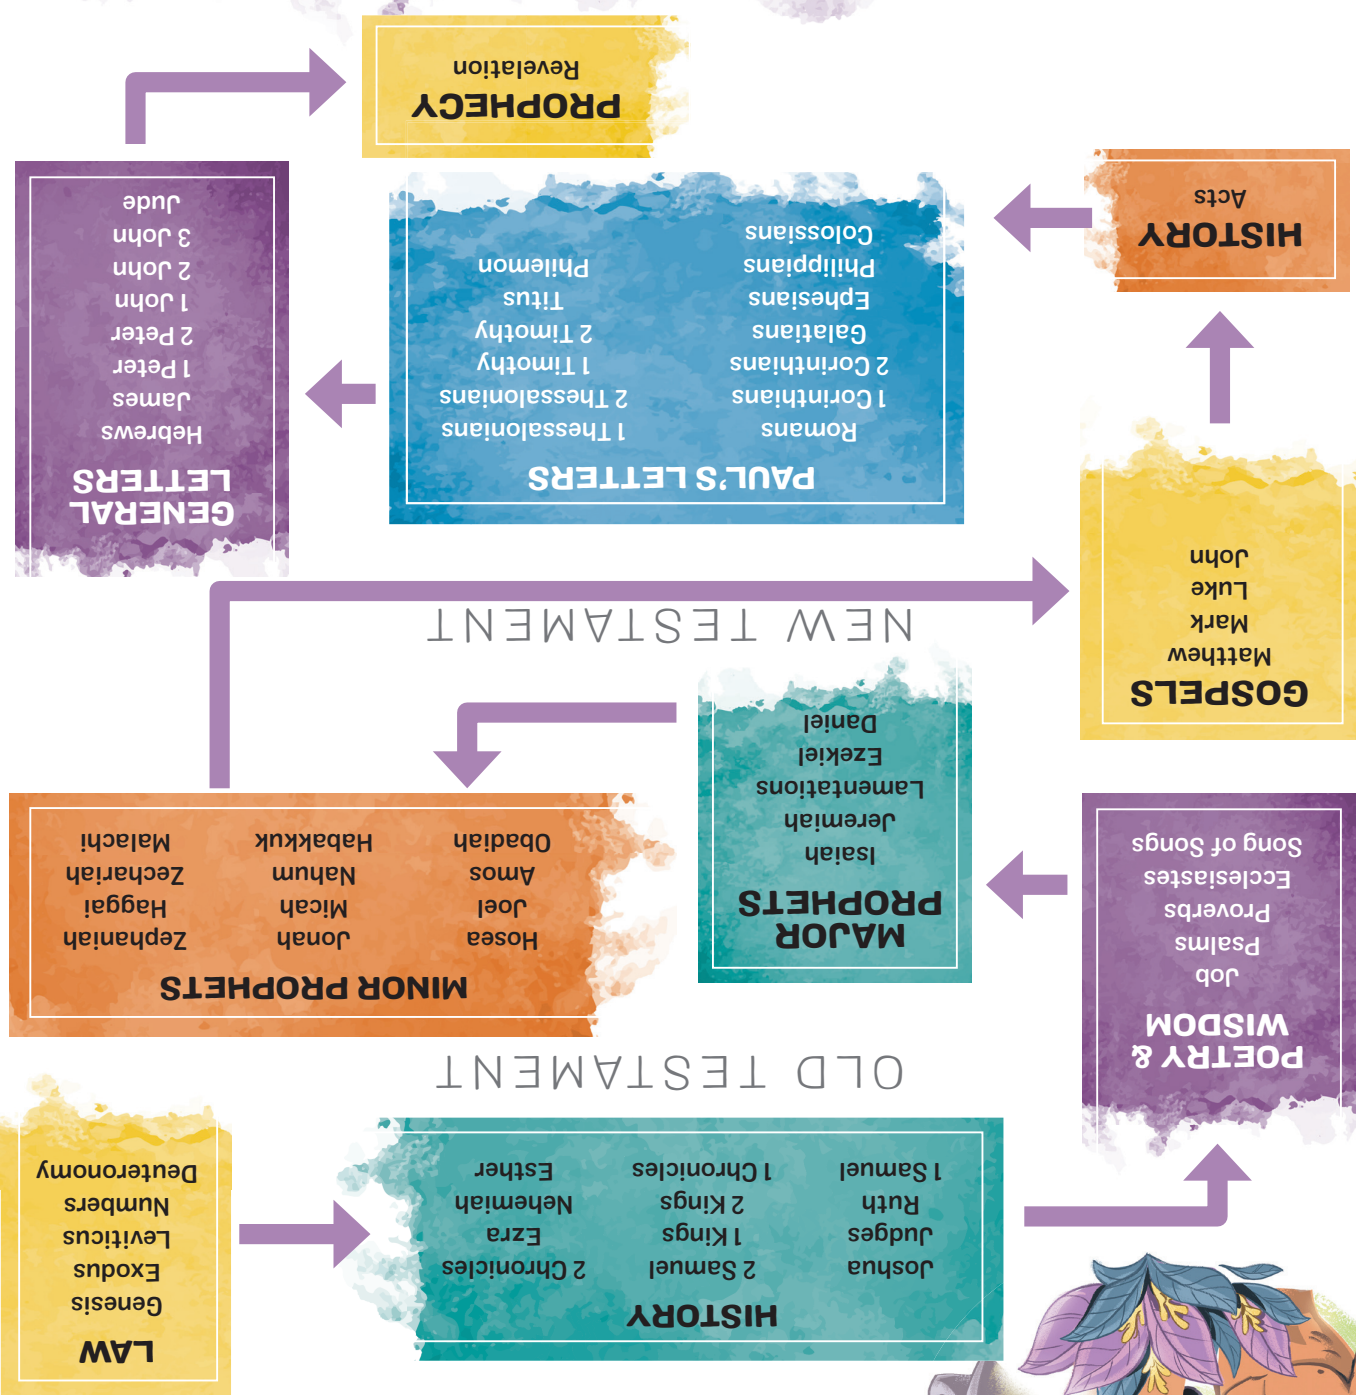 OLD TESTAMENT
LAW
Genesis
Exodus
Leviticus
Numbers
Deuteronomy
HISTORY
Joshua
Judges
Ruth
1 Samuel
2 Samuel
1 Kings
2 Kings
1 Chronicles
2 Chronicles
Ezra
Nehemiah
Esther
POETRY &
WISDOM
Job
Psalms
Proverbs
Ecclesiastes
Song of Songs
MAJOR
PROPHETS
Isaiah
Jeremiah
Lamentations
Ezekiel
Daniel
MINOR PROPHETS
Hosea
Joel
Amos
Obadiah
Jonah
Micah
Nahum
Habakkuk
Zephaniah
Haggai
Zechariah
Malachi
NEW TESTAMENT
GOSPELS
Matthew
Mark
Luke
John
HISTORY
Acts
PAUL'S LETTERS
Romans
1 Corinthians
2 Corinthians
Galatians
Ephesians
Philippians
Colossians
1 Thessalonians
2 Thessalonians
1 Timothy
2 Timothy
Titus
Philemon
GENERAL
LETTERS
Hebrews
James
1 Peter
2 Peter
1 John
2 John
3 John
Jude
PROPHECY
Revelation